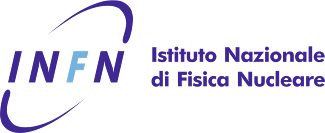 INFN
Istituto Nazionale
di Fisica Nucleare